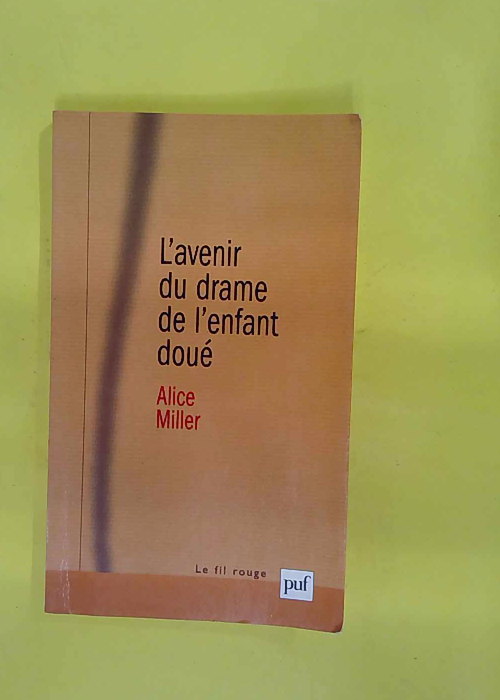 L'avenir
du drame
de l'enfant
doué
Alice
Miller
Le fil rouge
puf